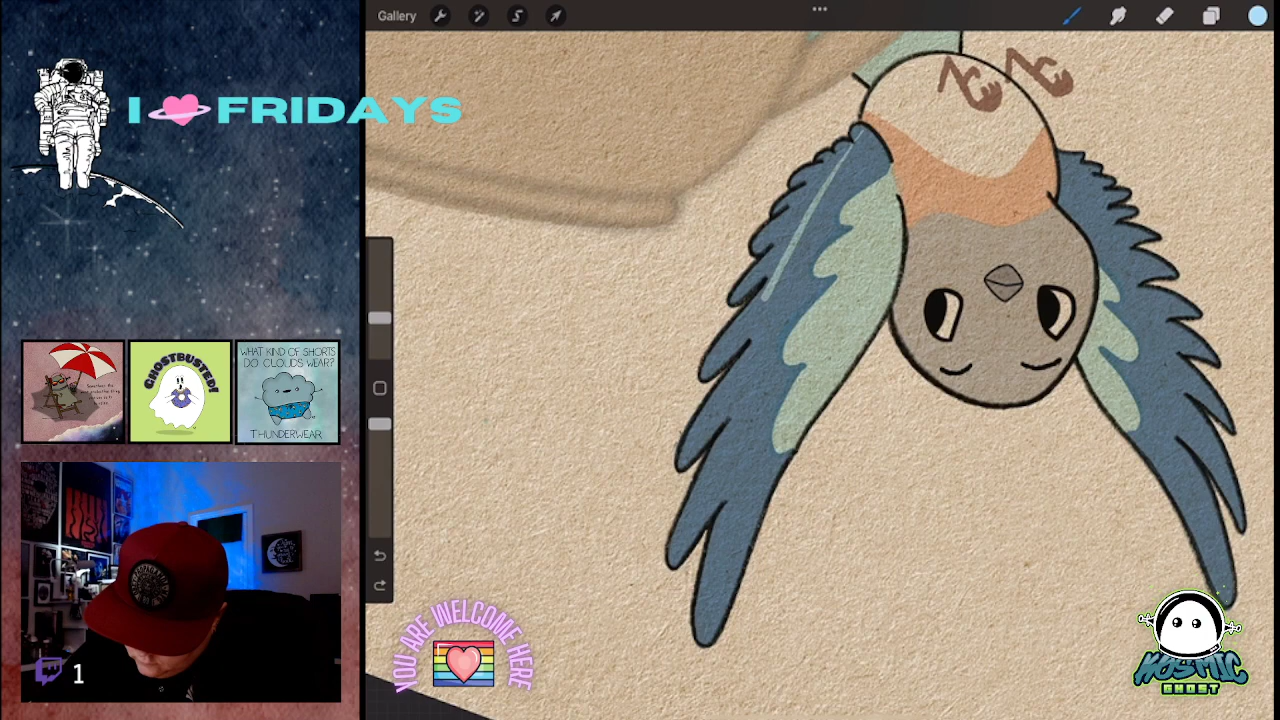 Gallery
I FRIDAYS
GHOSTBUSTED!
WHAT KIND OF SHORTS
DO CLOUDS WEAR?
THUNDERWEAR
1
YOU ARE WELCOME HERE
KOSMIC
GHOST